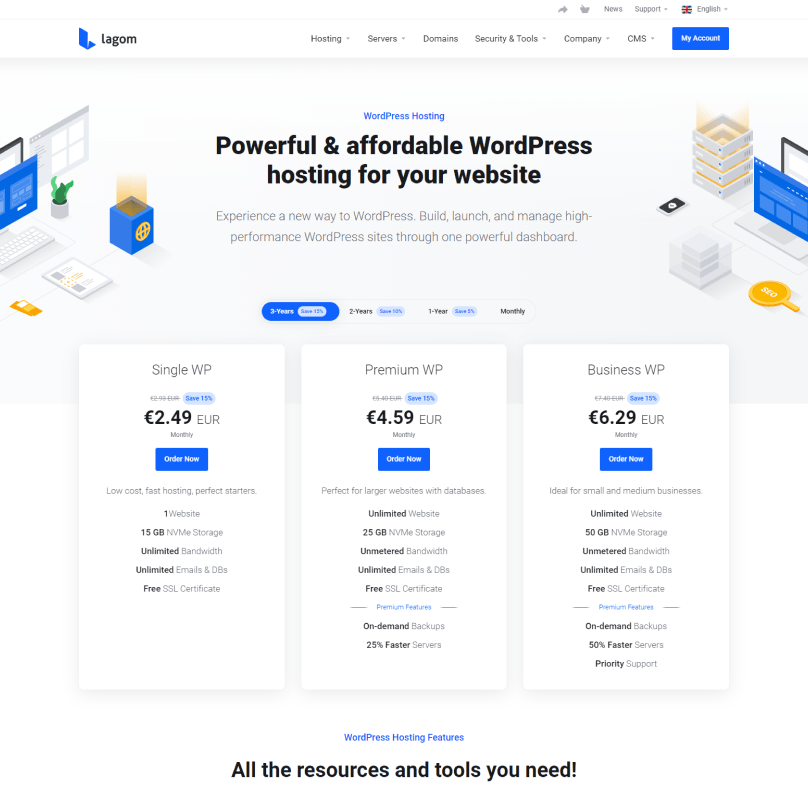 News Support English
lagom
Hosting Servers Domains Security & Tools Company CMS My Account
WordPress Hosting
Powerful & affordable WordPress
hosting for your website
Experience a new way to WordPress. Build, launch, and manage high-
performance WordPress sites through one powerful dashboard.
SEO
3-Years Save 15% 2-Years Save 10% 1-Year Save 5% Monthly
Single WP
€2.93 EUR Save 15%
€2.49 EUR
Monthly
Order Now
Low cost, fast hosting, perfect starters.
1Website
15 GB NVMe Storage
Unlimited Bandwidth
Unlimited Emails & DBs
Free SSL Certificate
Premium WP
€5.40 EUR Save 15%
€4.59 EUR
Monthly
Order Now
Perfect for larger websites with databases.
Unlimited Website
25 GB NVMe Storage
Unmetered Bandwidth
Unlimited Emails & DBs
Free SSL Certificate
Premium Features
On-demand Backups
25% Faster Servers
Business WP
€7.40 EUR Save 15%
€6.29 EUR
Monthly
Order Now
Ideal for small and medium businesses.
Unlimited Website
50 GB NVMe Storage
Unmetered Bandwidth
Unlimited Emails & DBs
Free SSL Certificate
Premium Features
On-demand Backups
50% Faster Servers
Priority Support
WordPress Hosting Features
All the resources and tools you need!